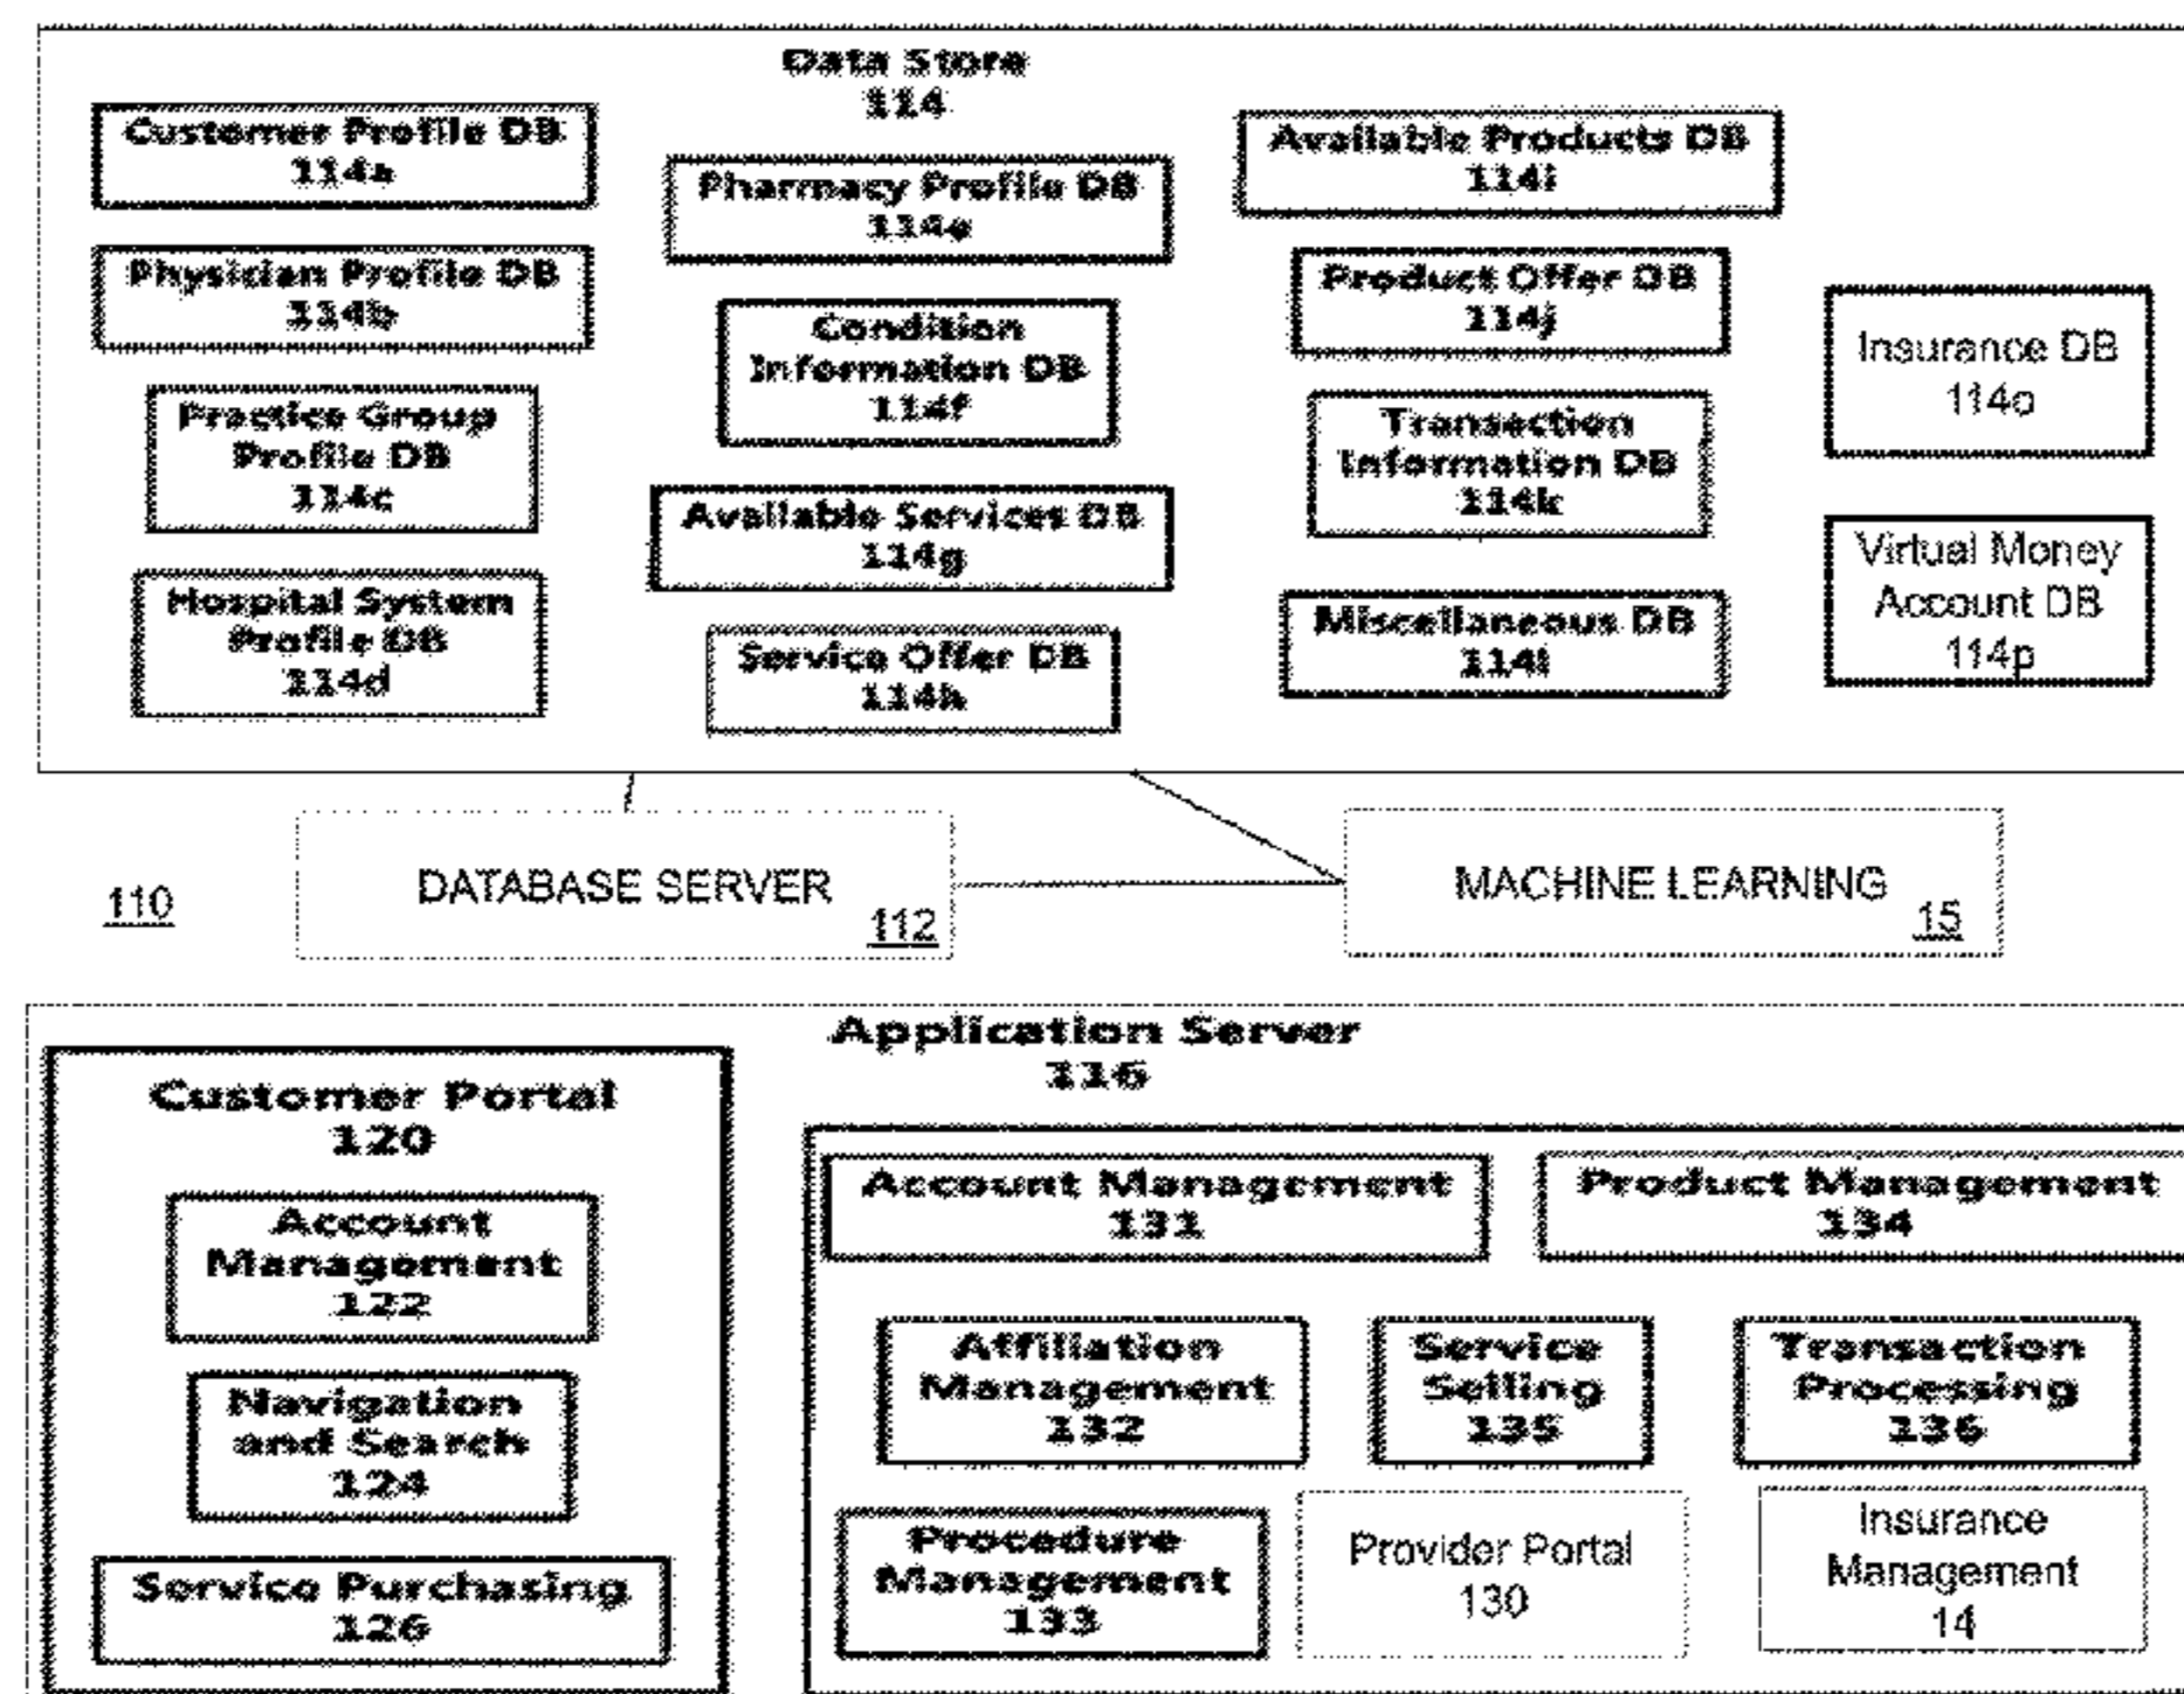 Data Store
114
Customer Profile DB
114a
Physician Profile DB
114b
Practice Group
Profile DB
114c
Hospital System
Profile DB
114d
Pharmacy Profile DB
114e
Condition
Information DB
114f
Available Services DB
114g
Service Offer DB
114h
Available Products DB
114i
Product Offer DB
114j
Transaction
Information DB
114k
Miscellaneous DB
114l
Insurance DB
114o
Virtual Money
Account DB
114p
110
DATABASE SERVER
112
MACHINE LEARNING
15
Application Server
116
Customer Portal
120
Account
Management
122
Navigation
and Search
124
Service Purchasing
126
Account Management
131
Product Management
134
Affiliation
Management
132
Service
Selling
135
Transaction
Processing
136
Procedure
Management
133
Provider Portal
130
Insurance
Management
14